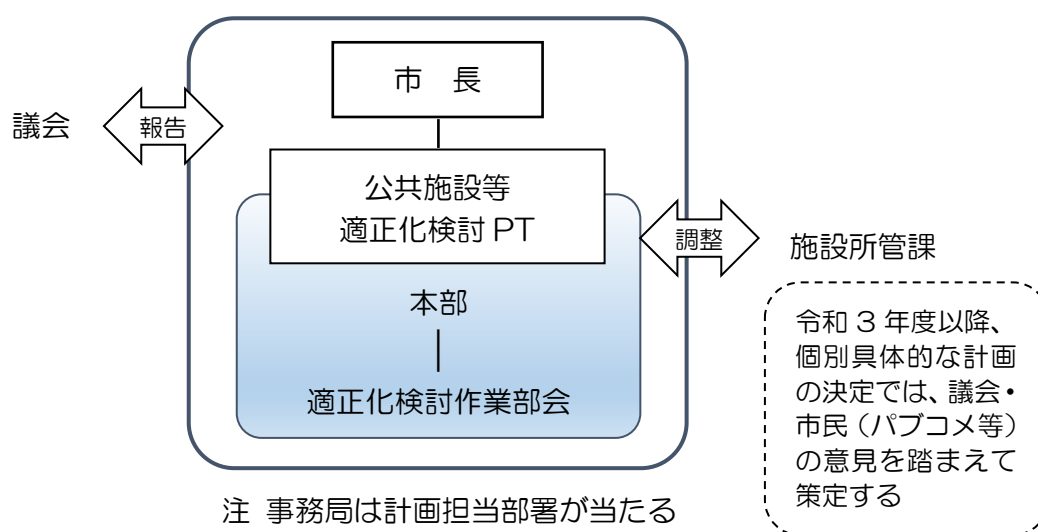 市 長
議会
報告
公共施設等
適正化検討 PT
調整
施設所管課
本部
適正化検討作業部会
令和 3 年度以降、
個別具体的な計画
の決定では、議会・
市民（パブコメ等）
の意見を踏まえて
策定する
注 事務局は計画担当部署が当たる